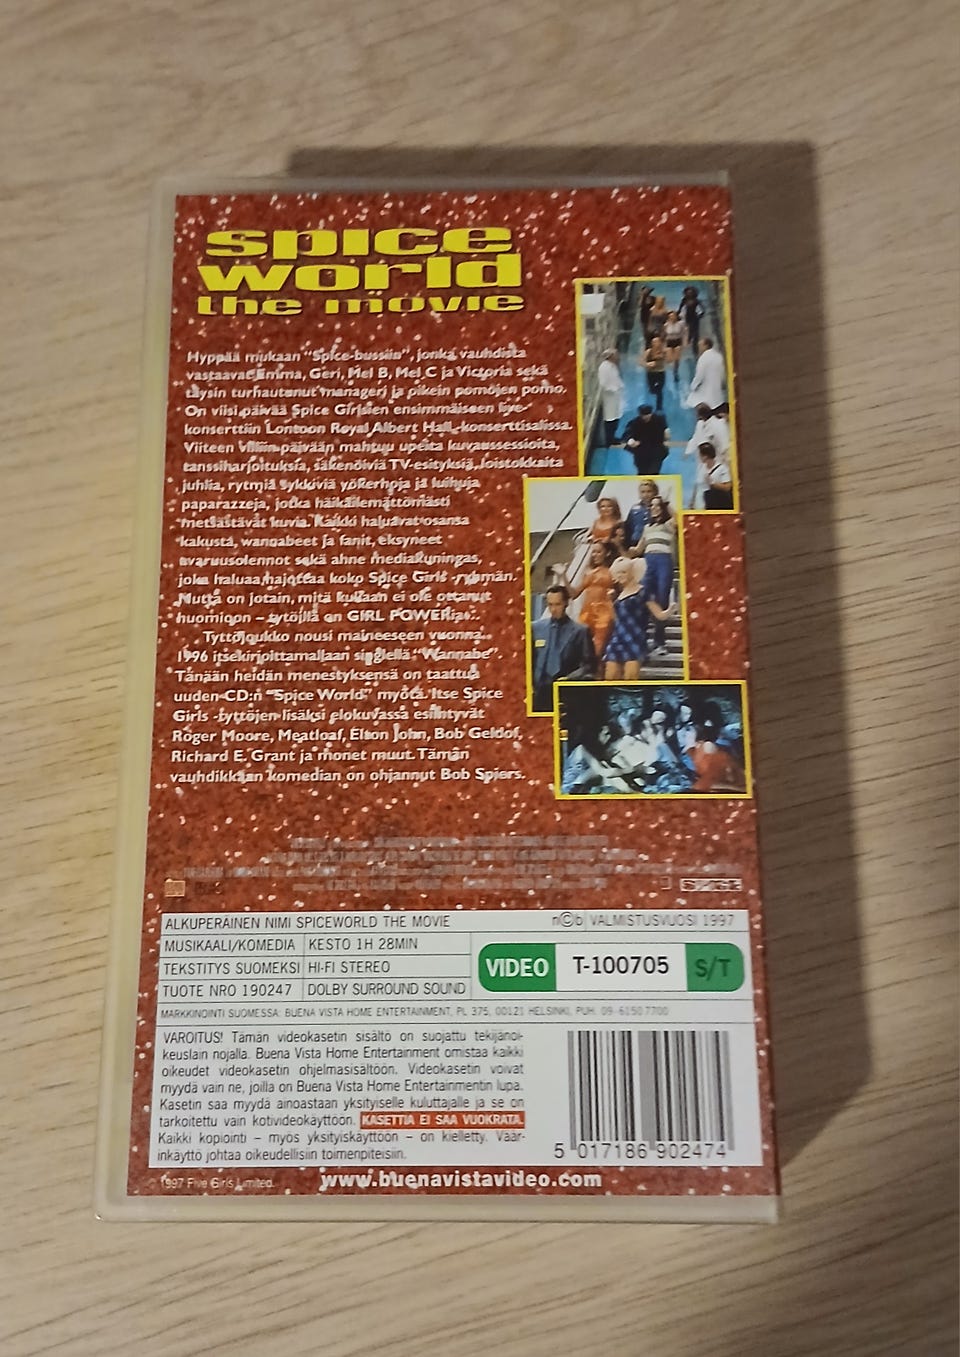 spice
world
the movie
Hyppää mukaan "Spice-bussiin", jonka vauhdista
vastaavat Emma, Geri, Mel B, Mel C ja Victoria sekä
täysin turhautunut manageri ja oikein pomojen pomo.
On viisi päivää Spice Girlsien ensimmäiseen live-
konserttiin Lontoon Royal Albert Hall-konserttisalissa.
Viiteen villiin päivään mahtuu upeita kuvaussessioita,
tanssiharjoituksia, säkenöiviä TV-esityksiä, loistokkaita
juhlia, rytmiä sykkiviä yökerhoja ja luihuja
paparazzeja, jotka häikäilemättömästi
metsästävät kuvia. Kaikki haluavat osansa
kakusta, wannabeet ja fanit, eksyneet
avaruusolennot sekä ahne mediakuningas,
joka haluaa hajottaa koko Spice Girls -ryhmän.
Mutta on jotain, mitä kukaan ei ole ottanut
huomioon – tytöillä on GIRL POWERia...
Tyttöjoukko nousi maineeseen vuonna
1996 itsekirjoittamallaan singlellä "Wannabe".
Tänään heidän menestyksensä on taattua
uuden CD:n "Spice World" myötä. Itse Spice
Girls -tyttöjen lisäksi elokuvassa esiintyvät
Roger Moore, Meatloaf, Elton John, Bob Geldof,
Richard E. Grant ja monet muut. Tämän
vauhdikkaan komedian on ohjannut Bob Spiers.
SPICE
ALKUPERÄINEN NIMI SPICEWORLD THE MOVIE n©b VALMISTUSVUOSI 1997
MUSIKAALI/KOMEDIA KESTO 1H 28MIN
TEKSTITYS SUOMEKSI HI-FI STEREO
TUOTE NRO 190247 DOLBY SURROUND SOUND
VIDEO T-100705 S/T
MARKKINOINTI SUOMESSA: BUENA VISTA HOME ENTERTAINMENT, PL 375, 00121 HELSINKI, PUH. 09-6150 7700
VAROITUS! Tämän videokasetin sisältö on suojattu tekijänoi-
keuslain nojalla. Buena Vista Home Entertainment omistaa kaikki
oikeudet videokasetin ohjelmasisältöön. Videokasetin voivat
myydä vain ne, joilla on Buena Vista Home Entertainmentin lupa.
Kasetin saa myydä ainoastaan yksityiselle kuluttajalle ja se on
tarkoitettu vain kotivideokäyttöön. KASETTIA EI SAA VUOKRATA.
Kaikki kopiointi – myös yksityiskäyttöön – on kielletty. Väär-
inkäyttö johtaa oikeudellisiin toimenpiteisiin.
5 017186 902474
© 1997 Five Girls Limited.
www.buenavistavideo.com